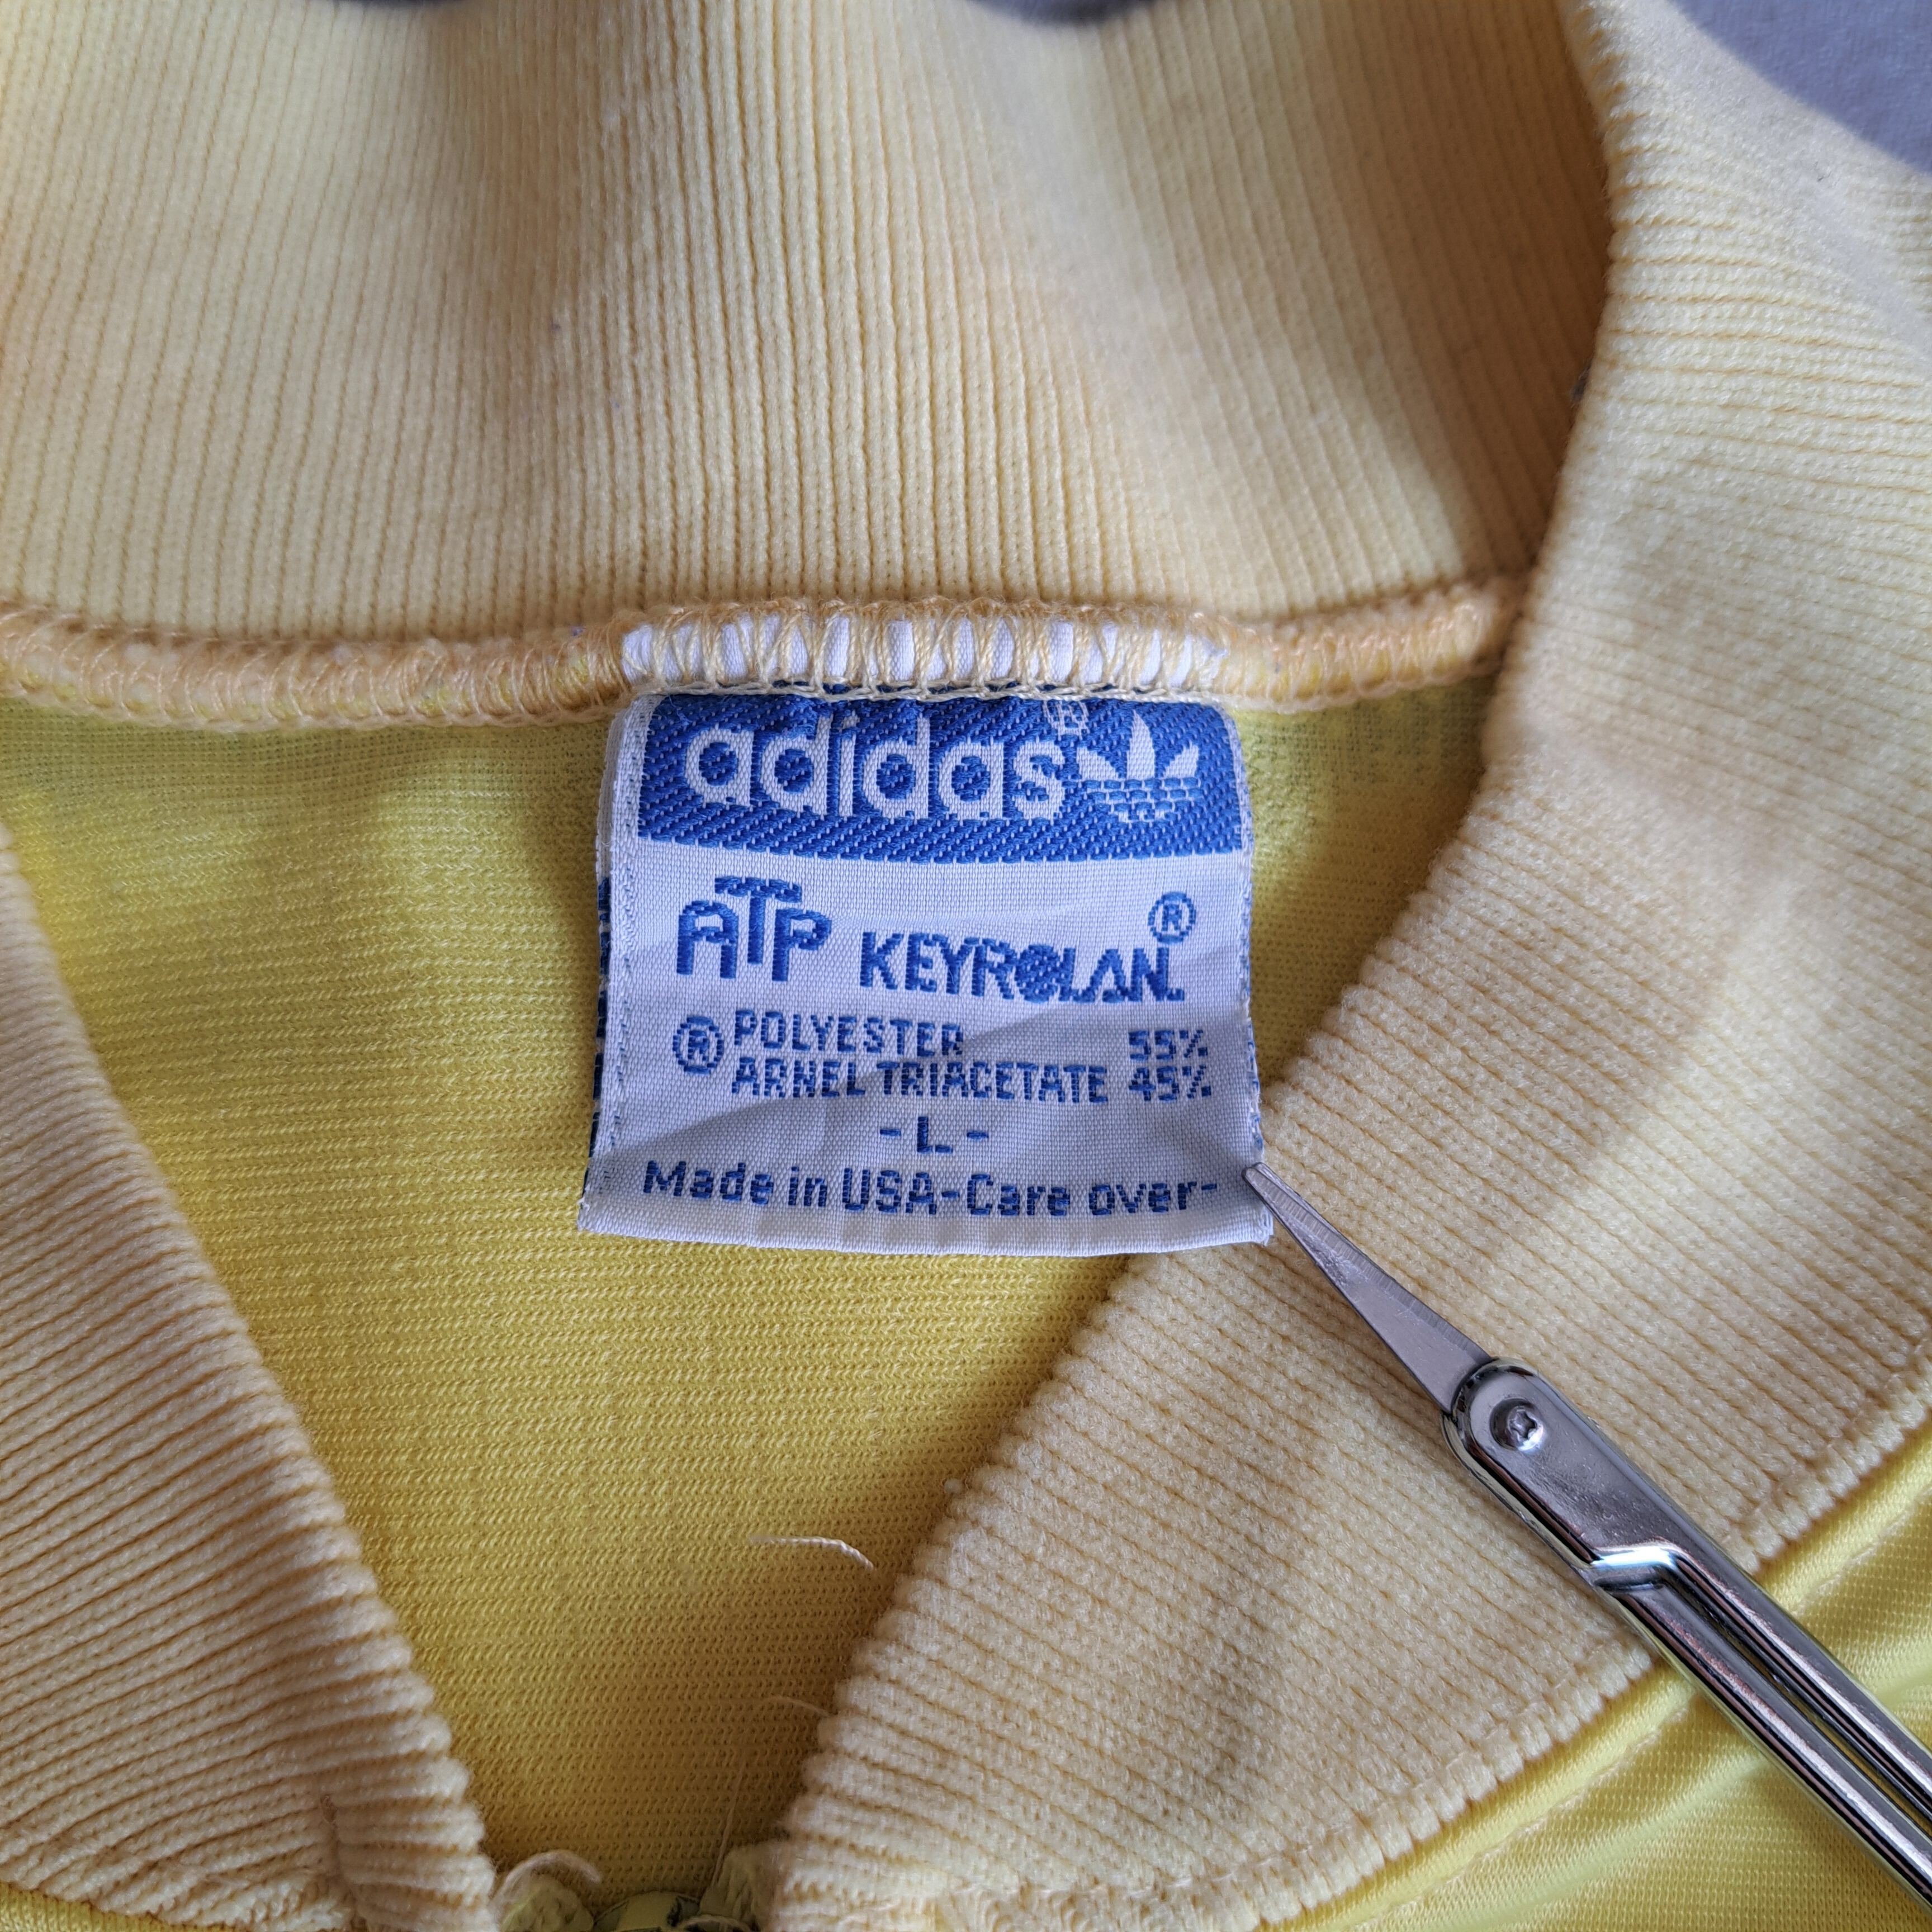 adidas®
ATP KEYROLAN®
® POLYESTER 55%
ARNEL TRIACETATE 45%
- L -
Made in USA-Care over-